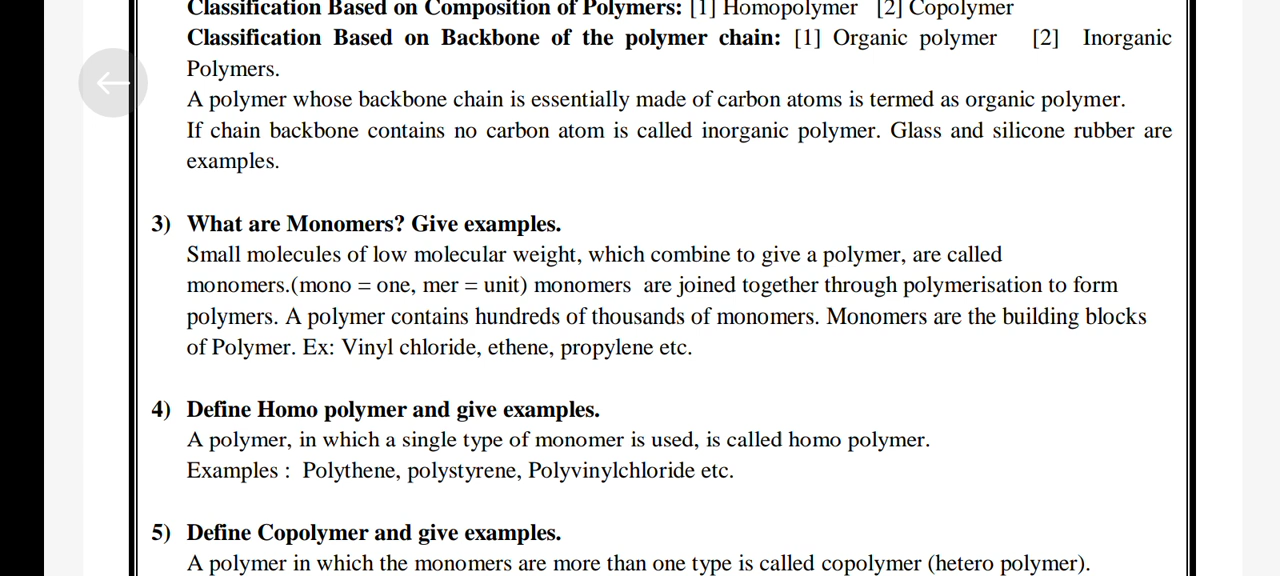 Classification Based on Composition of Polymers: [1] Homopolymer [2] Copolymer
Classification Based on Backbone of the polymer chain: [1] Organic polymer [2] Inorganic
Polymers.
A polymer whose backbone chain is essentially made of carbon atoms is termed as organic polymer.
If chain backbone contains no carbon atom is called inorganic polymer. Glass and silicone rubber are
examples.
3) What are Monomers? Give examples.
Small molecules of low molecular weight, which combine to give a polymer, are called
monomers.(mono = one, mer = unit) monomers are joined together through polymerisation to form
polymers. A polymer contains hundreds of thousands of monomers. Monomers are the building blocks
of Polymer. Ex: Vinyl chloride, ethene, propylene etc.
4) Define Homo polymer and give examples.
A polymer, in which a single type of monomer is used, is called homo polymer.
Examples : Polythene, polystyrene, Polyvinylchloride etc.
5) Define Copolymer and give examples.
A polymer in which the monomers are more than one type is called copolymer (hetero polymer).